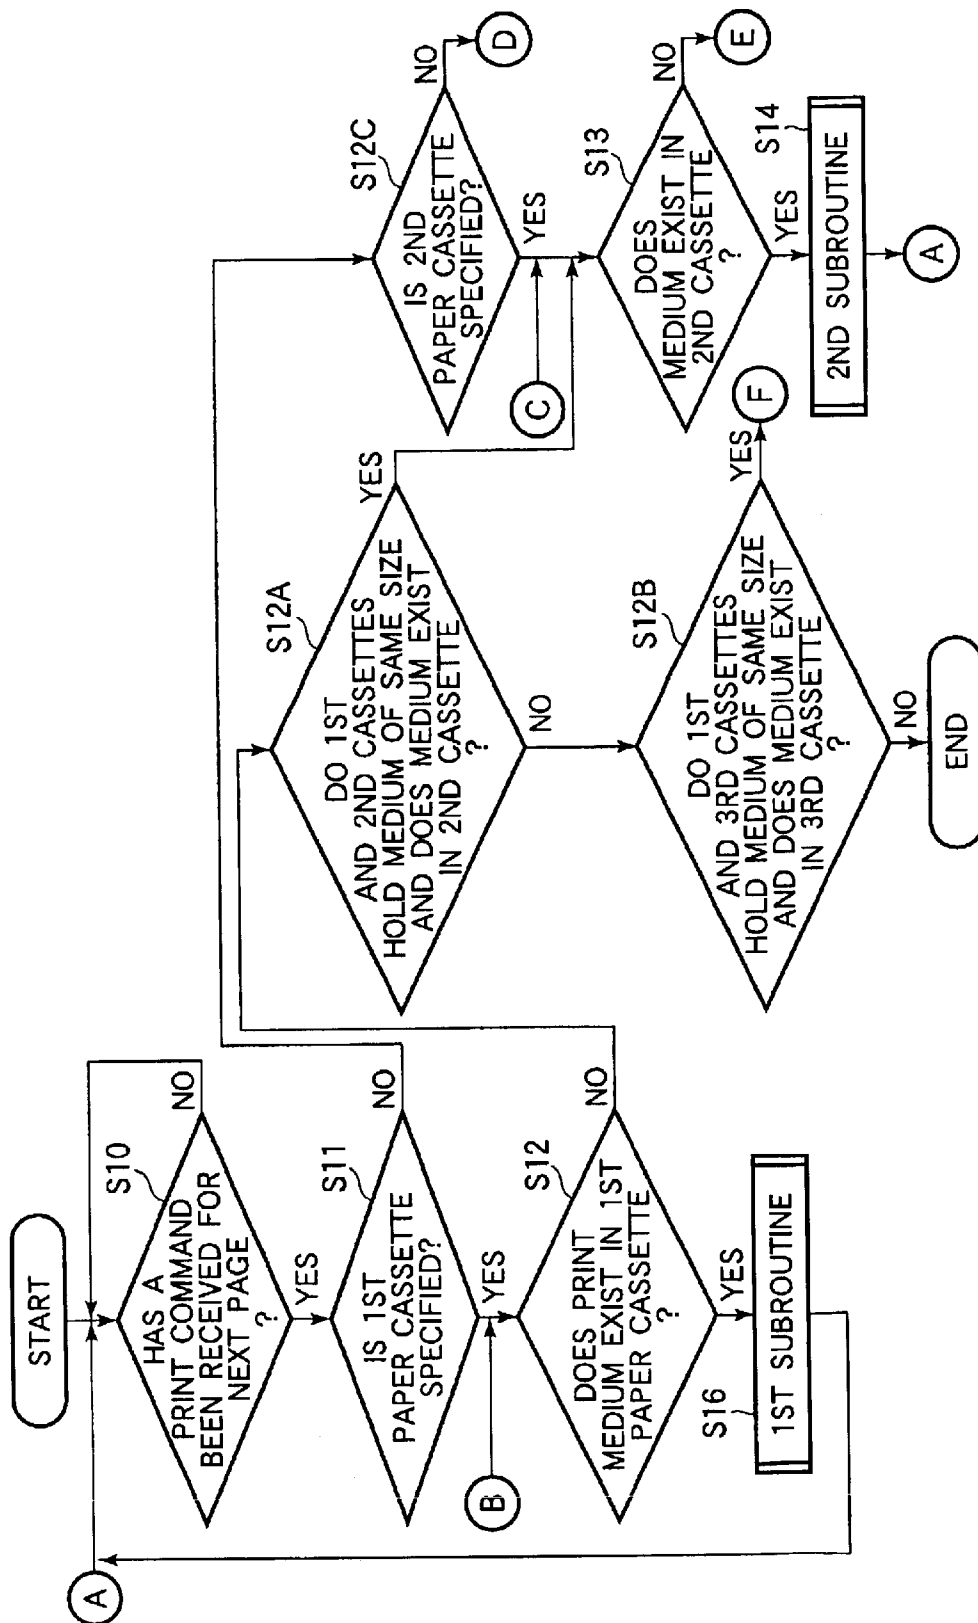 START
S10
HAS A
PRINT COMMAND
BEEN RECEIVED FOR
NEXT PAGE
?
NO
YES
A
S11
IS 1ST
PAPER CASSETTE
SPECIFIED?
NO
YES
B
S12
DOES PRINT
MEDIUM EXIST IN 1ST
PAPER CASSETTE
?
NO
YES
S16
1ST SUBROUTINE
S12A
DO 1ST
AND 2ND CASSETTES
HOLD MEDIUM OF SAME SIZE
AND DOES MEDIUM EXIST
IN 2ND CASSETTE
?
YES
NO
S12B
DO 1ST
AND 3RD CASSETTES
HOLD MEDIUM OF SAME SIZE
AND DOES MEDIUM EXIST
IN 3RD CASSETTE
?
YES
F
NO
END
S12C
IS 2ND
PAPER CASSETTE
SPECIFIED?
NO
D
YES
C
S13
DOES
MEDIUM EXIST IN
2ND CASSETTE
?
NO
E
YES
S14
2ND SUBROUTINE
A